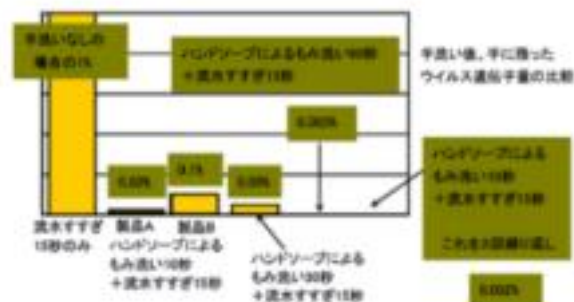 手洗いなしの
場合の1%
ハンドソープによるもみ洗い60秒
+流水すすぎ15秒
手洗い後、手に残った
ウイルス遺伝子量の比較
ハンドソープによる
もみ洗い10秒
+流水すすぎ15秒
これを2回繰り返し
流水すすぎ
15秒のみ
製品A
製品B
ハンドソープによる
もみ洗い10秒
+流水すすぎ15秒
ハンドソープによる
もみ洗い30秒
+流水すすぎ15秒